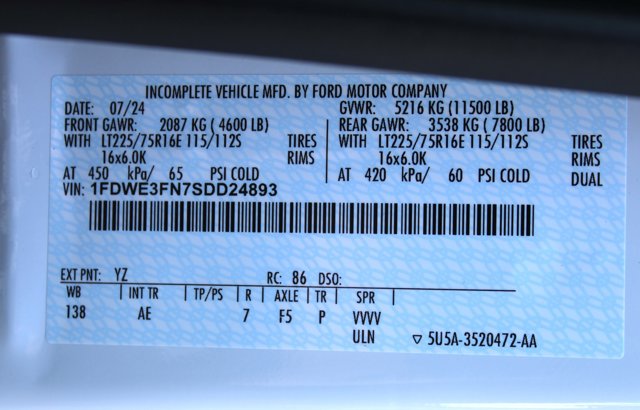 INCOMPLETE VEHICLE MFD. BY FORD MOTOR COMPANY
DATE: 07/24 GVWR: 5216 KG (11500 LB)
FRONT GAWR: 2087 KG ( 4600 LB) REAR GAWR: 3538 KG ( 7800 LB)
WITH LT225/75R16E 115/112S TIRES WITH LT225/75R16E 115/112S TIRES
16x6.0K RIMS 16x6.0K RIMS
AT 450 kPa/ 65 PSI COLD AT 420 kPa/ 60 PSI COLD
VIN: 1FDWE3FN7SDD24893
EXT PNT: YZ RC: 86 DSO:
WB INT TR TP/PS R AXLE TR SPR
138 AE 7 F5 P VVVV
ULN ▽ 5U5A-3520472-AA